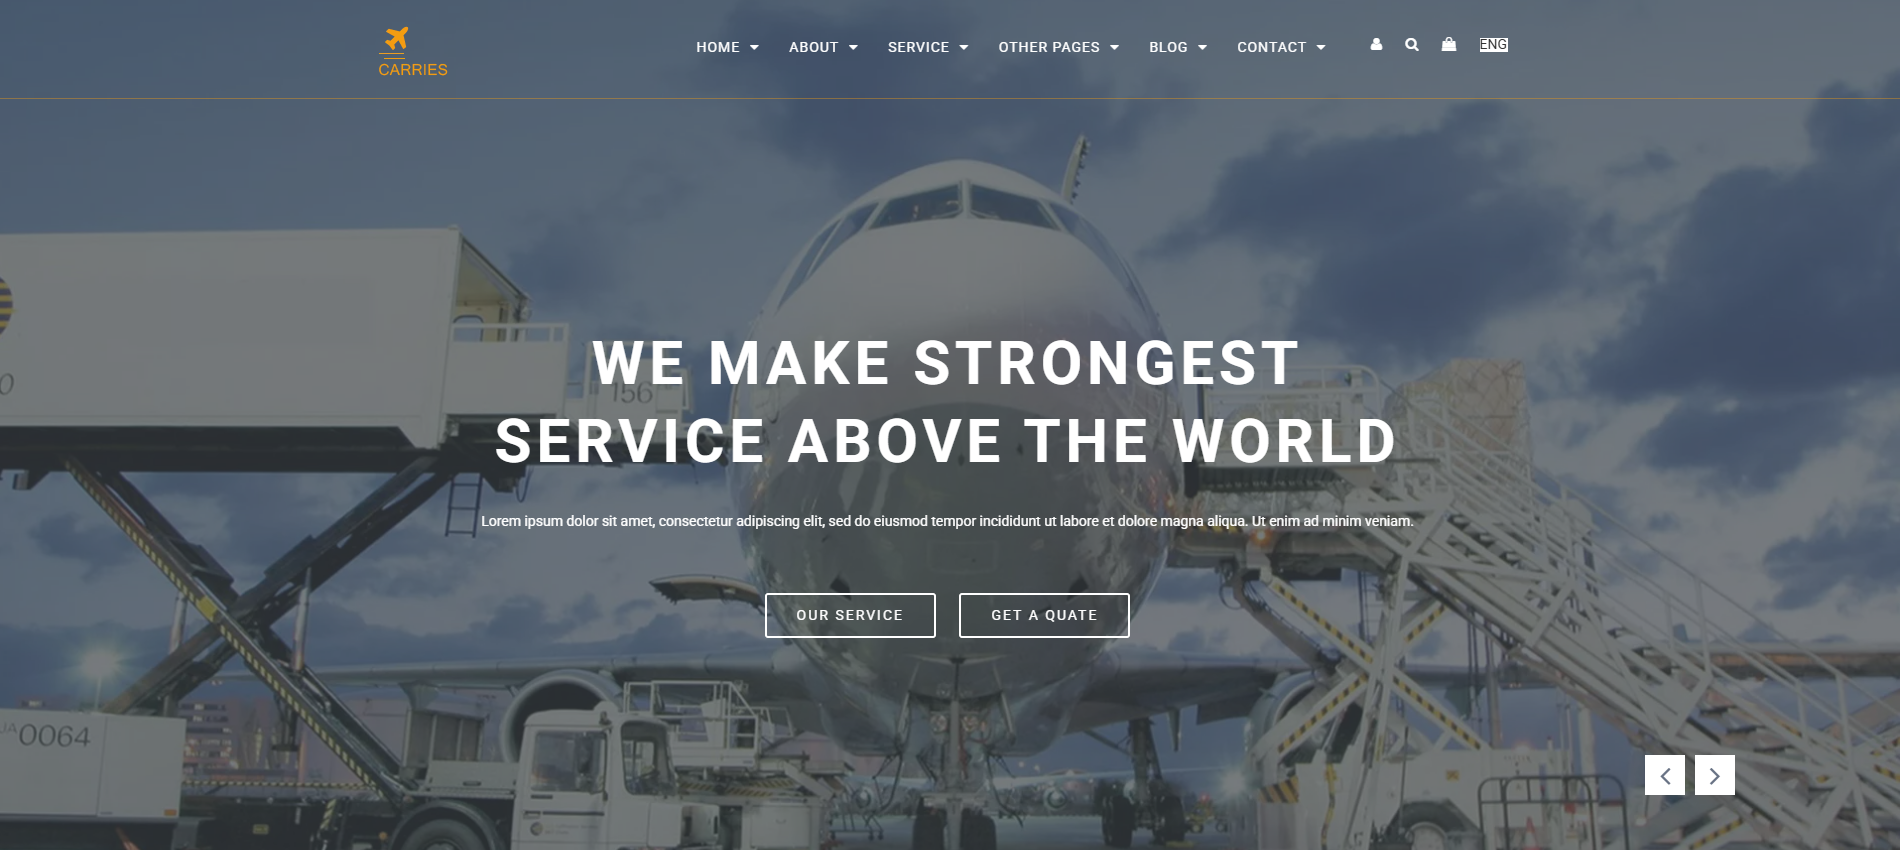 CARRIES
HOME
ABOUT
SERVICE
OTHER PAGES
BLOG
CONTACT
ENG
WE MAKE STRONGEST
SERVICE ABOVE THE WORLD
156
Lorem ipsum dolor sit amet, consectetur adipiscing elit, sed do eiusmod tempor incididunt ut labore et dolore magna aliqua. Ut enim ad minim veniam.
OUR SERVICE
GET A QUATE
0064